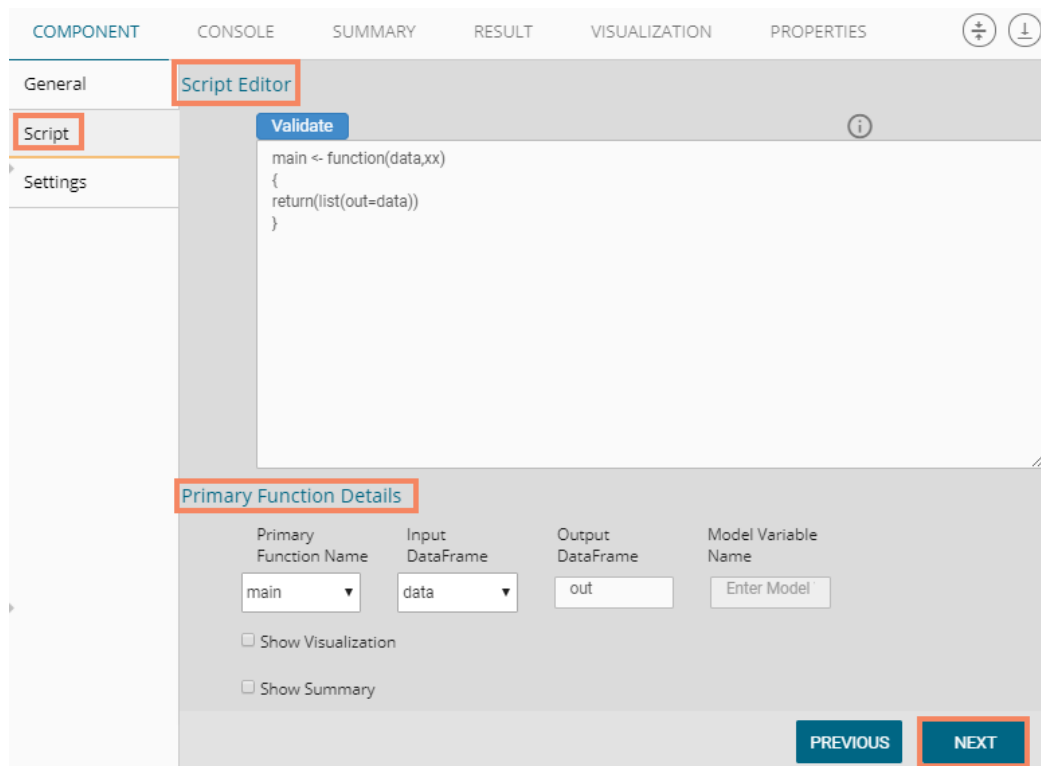 COMPONENT CONSOLE SUMMARY RESULT VISUALIZATION PROPERTIES
General
Script
Settings
Script Editor
Validate
main <- function(data,xx)
{
return(list(out=data))
}
Primary Function Details
Primary
Function Name
Input
DataFrame
Output
DataFrame
Model Variable
Name
main
data
out
Enter Model
Show Visualization
Show Summary
PREVIOUS
NEXT